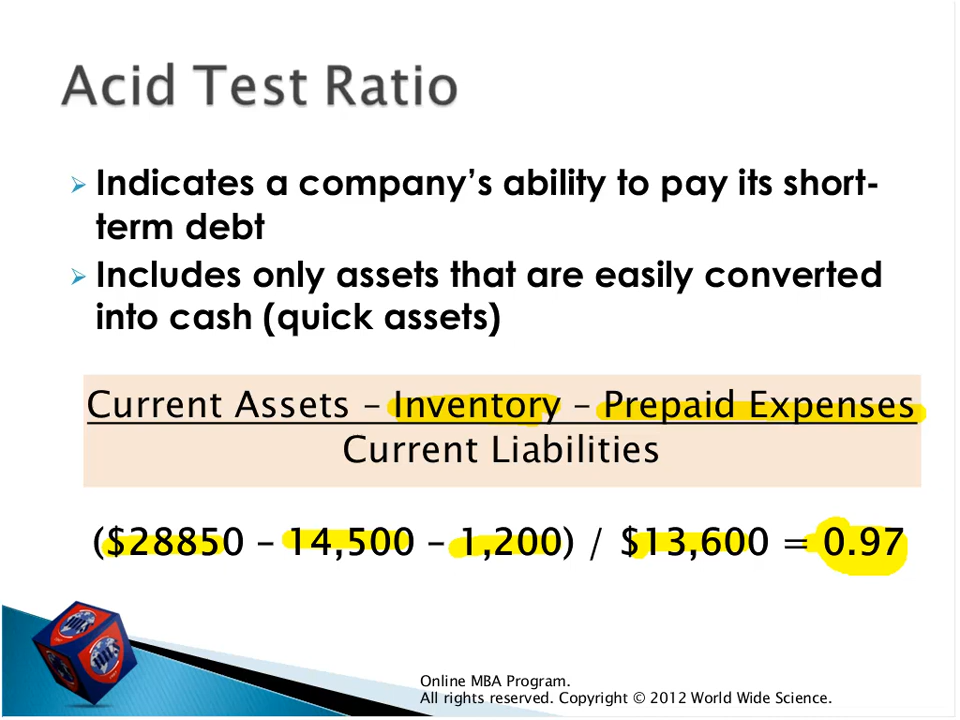 Acid Test Ratio
➢ Indicates a company's ability to pay its short-
term debt
➢ Includes only assets that are easily converted
into cash (quick assets)
Current Assets – Inventory – Prepaid Expenses
Current Liabilities
($28850 – 14,500 – 1,200) / $13,600 = 0.97
Online MBA Program.
All rights reserved. Copyright © 2012 World Wide Science.